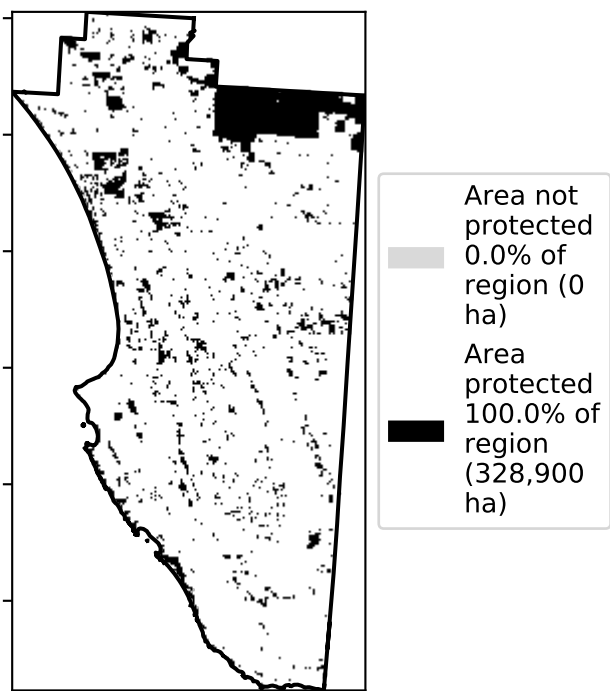 Area not
protected
0.0% of
region (0
ha)
Area
protected
100.0% of
region
(328,900
ha)